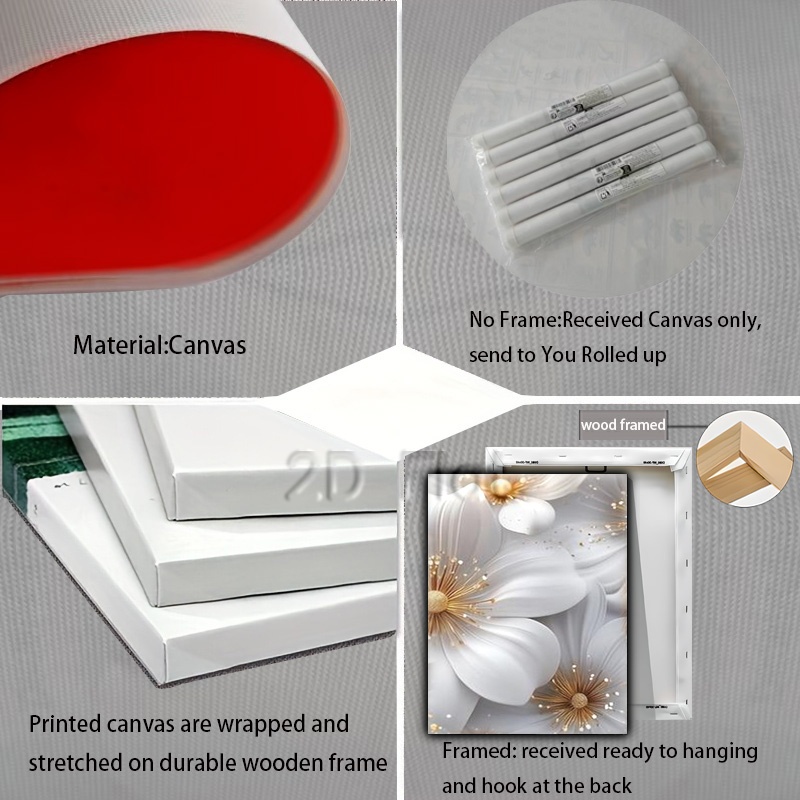 Material:Canvas
No Frame:Received Canvas only,
send to You Rolled up
wood framed
2D
Printed canvas are wrapped and
stretched on durable wooden frame
Framed: received ready to hanging
and hook at the back